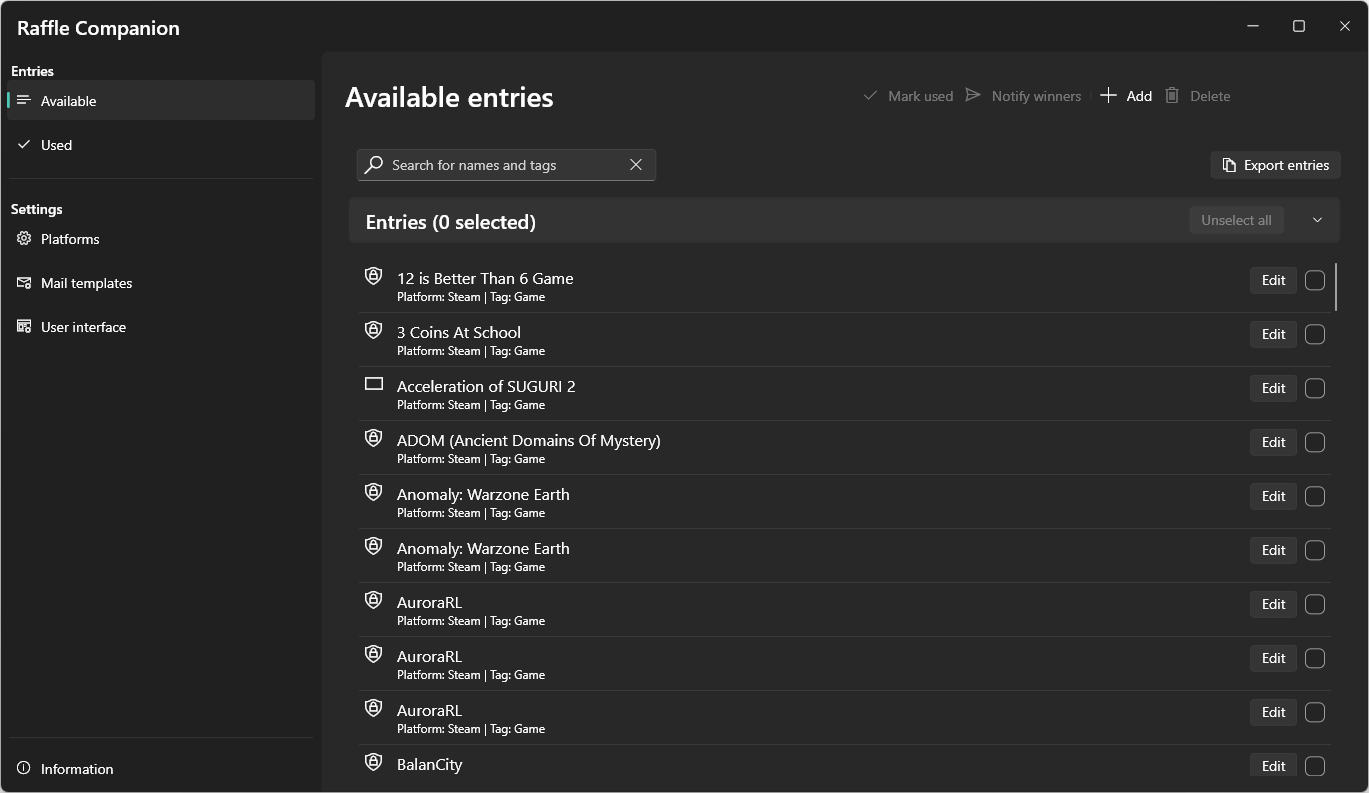 Raffle Companion
Entries
Available
Used
Settings
Platforms
Mail templates
User interface
Information
Available entries
Mark used Notify winners Add Delete
Search for names and tags
Export entries
Entries (0 selected) Unselect all
12 is Better Than 6 Game
Platform: Steam | Tag: Game
Edit
3 Coins At School
Platform: Steam | Tag: Game
Edit
Acceleration of SUGURI 2
Platform: Steam | Tag: Game
Edit
ADOM (Ancient Domains Of Mystery)
Platform: Steam | Tag: Game
Edit
Anomaly: Warzone Earth
Platform: Steam | Tag: Game
Edit
Anomaly: Warzone Earth
Platform: Steam | Tag: Game
Edit
AuroraRL
Platform: Steam | Tag: Game
Edit
AuroraRL
Platform: Steam | Tag: Game
Edit
AuroraRL
Platform: Steam | Tag: Game
Edit
BalanCity
Edit